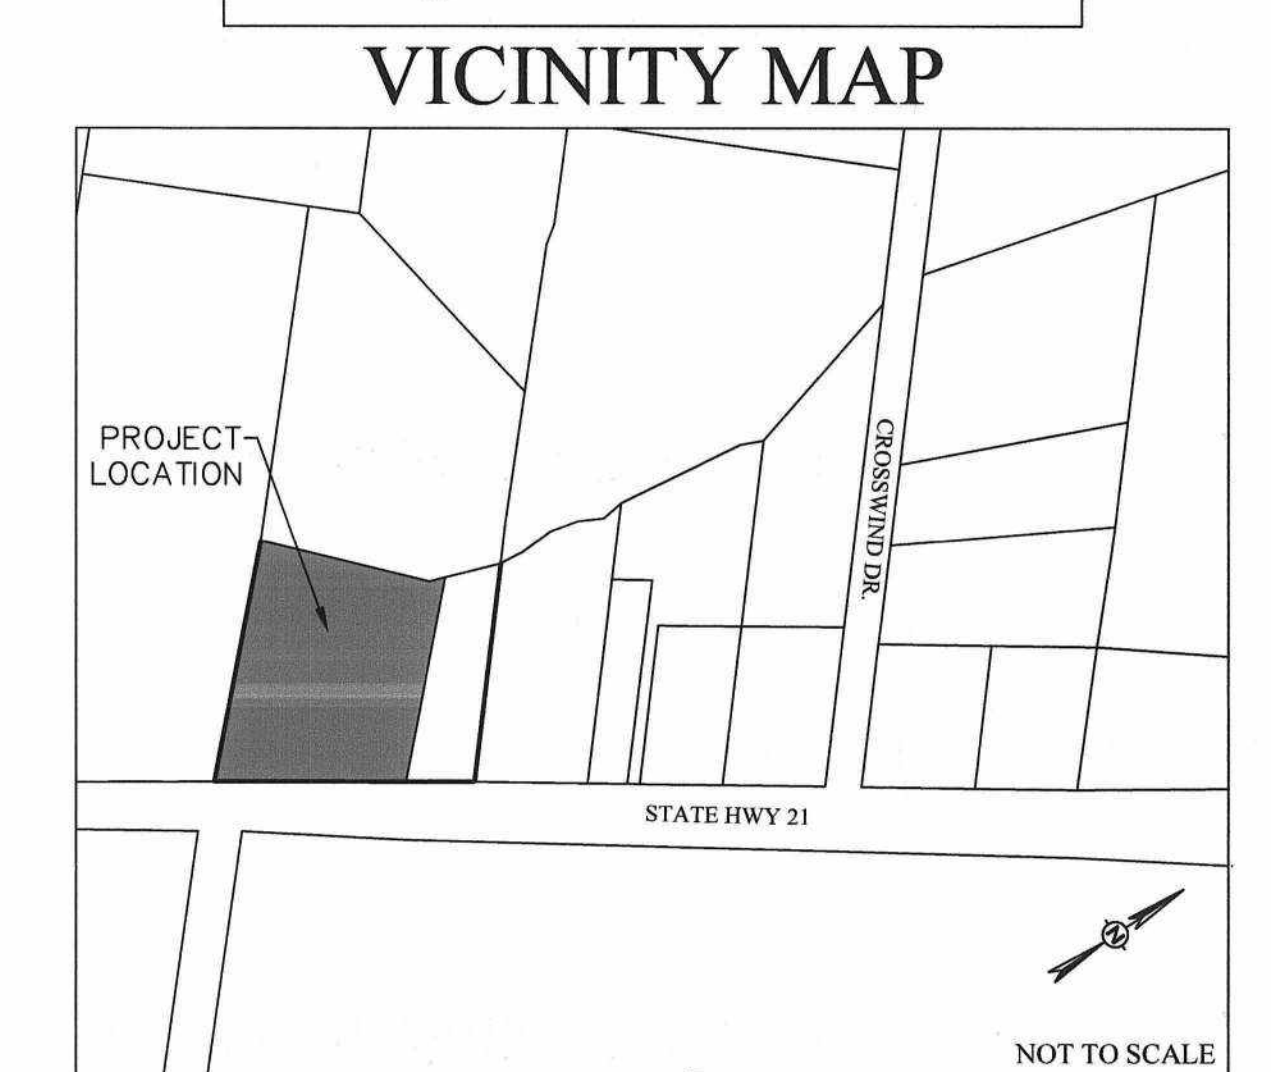 VICINITY MAP
PROJECT
LOCATION
CROSSWIND DR.
STATE HWY 21
N
NOT TO SCALE